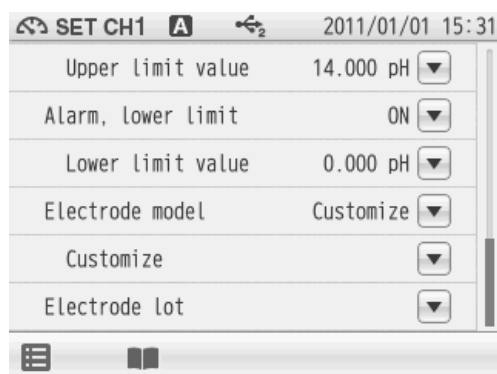 SET CH1 A 2 2011/01/01 15:31
Upper limit value 14.000 pH
Alarm, lower limit ON
Lower limit value 0.000 pH
Electrode model Customize
Customize
Electrode lot